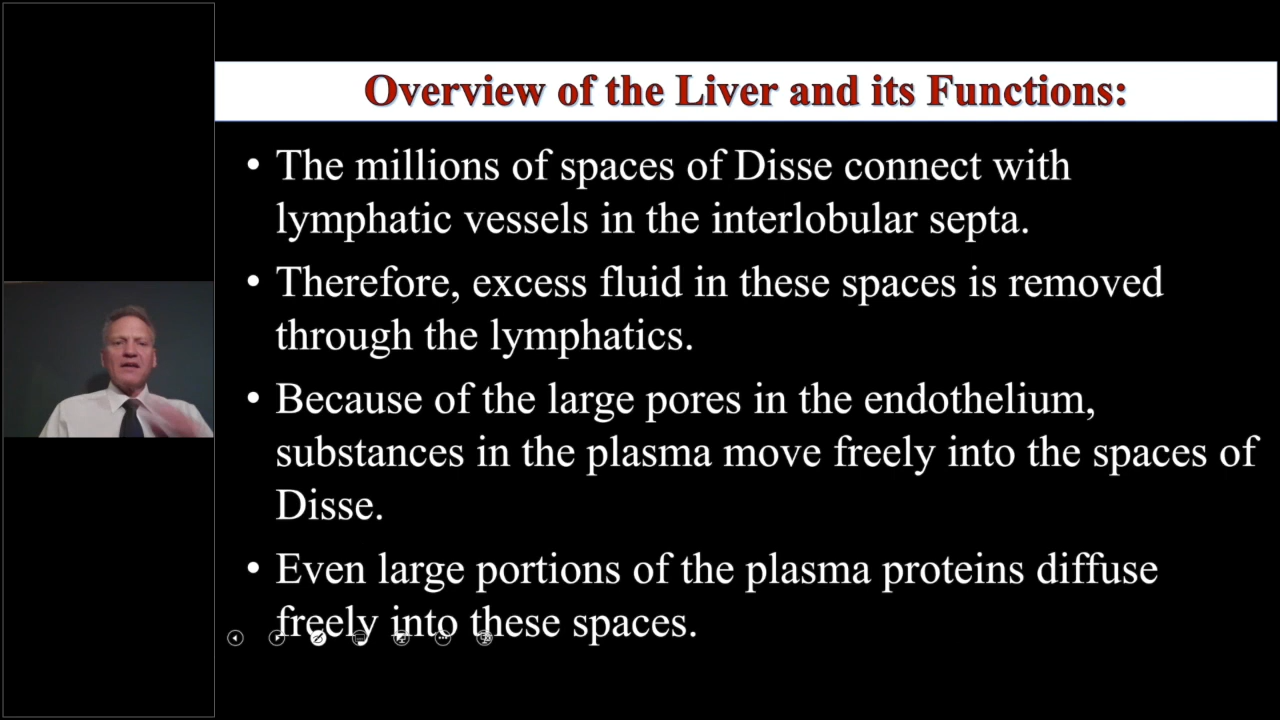 Overview of the Liver and its Functions:
• The millions of spaces of Disse connect with
lymphatic vessels in the interlobular septa.
• Therefore, excess fluid in these spaces is removed
through the lymphatics.
• Because of the large pores in the endothelium,
substances in the plasma move freely into the spaces of
Disse.
• Even large portions of the plasma proteins diffuse
freely into these spaces.